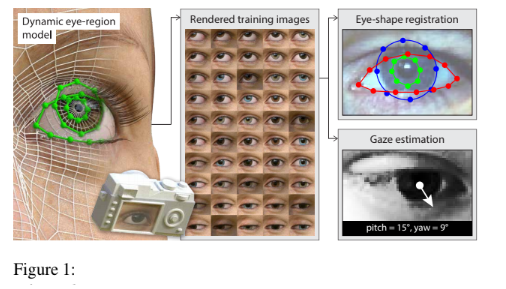 Dynamic eye-region
model
Rendered training images
Eye-shape registration
Gaze estimation
pitch = 15°, yaw = 9°
Figure 1: